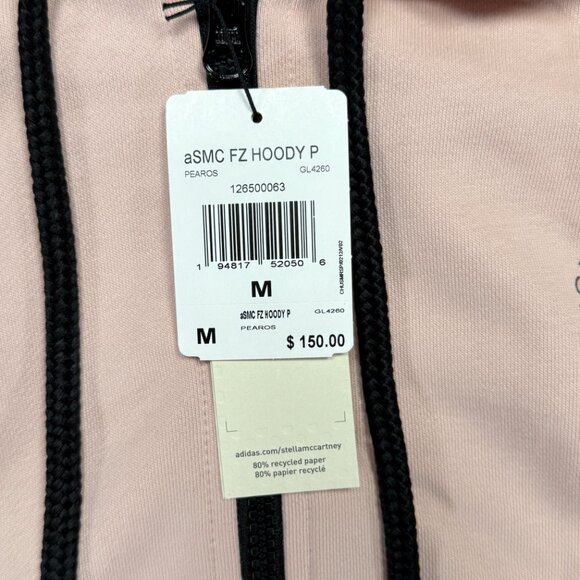 aSMC FZ HOODY P
PEAROS GL4260
126500063
1 94817 52050 6
M
aSMC FZ HOODY P GL4260
PEAROS
M
$ 150.00
adidas.com/stellamccartney
80% recycled paper
80% papier recyclé